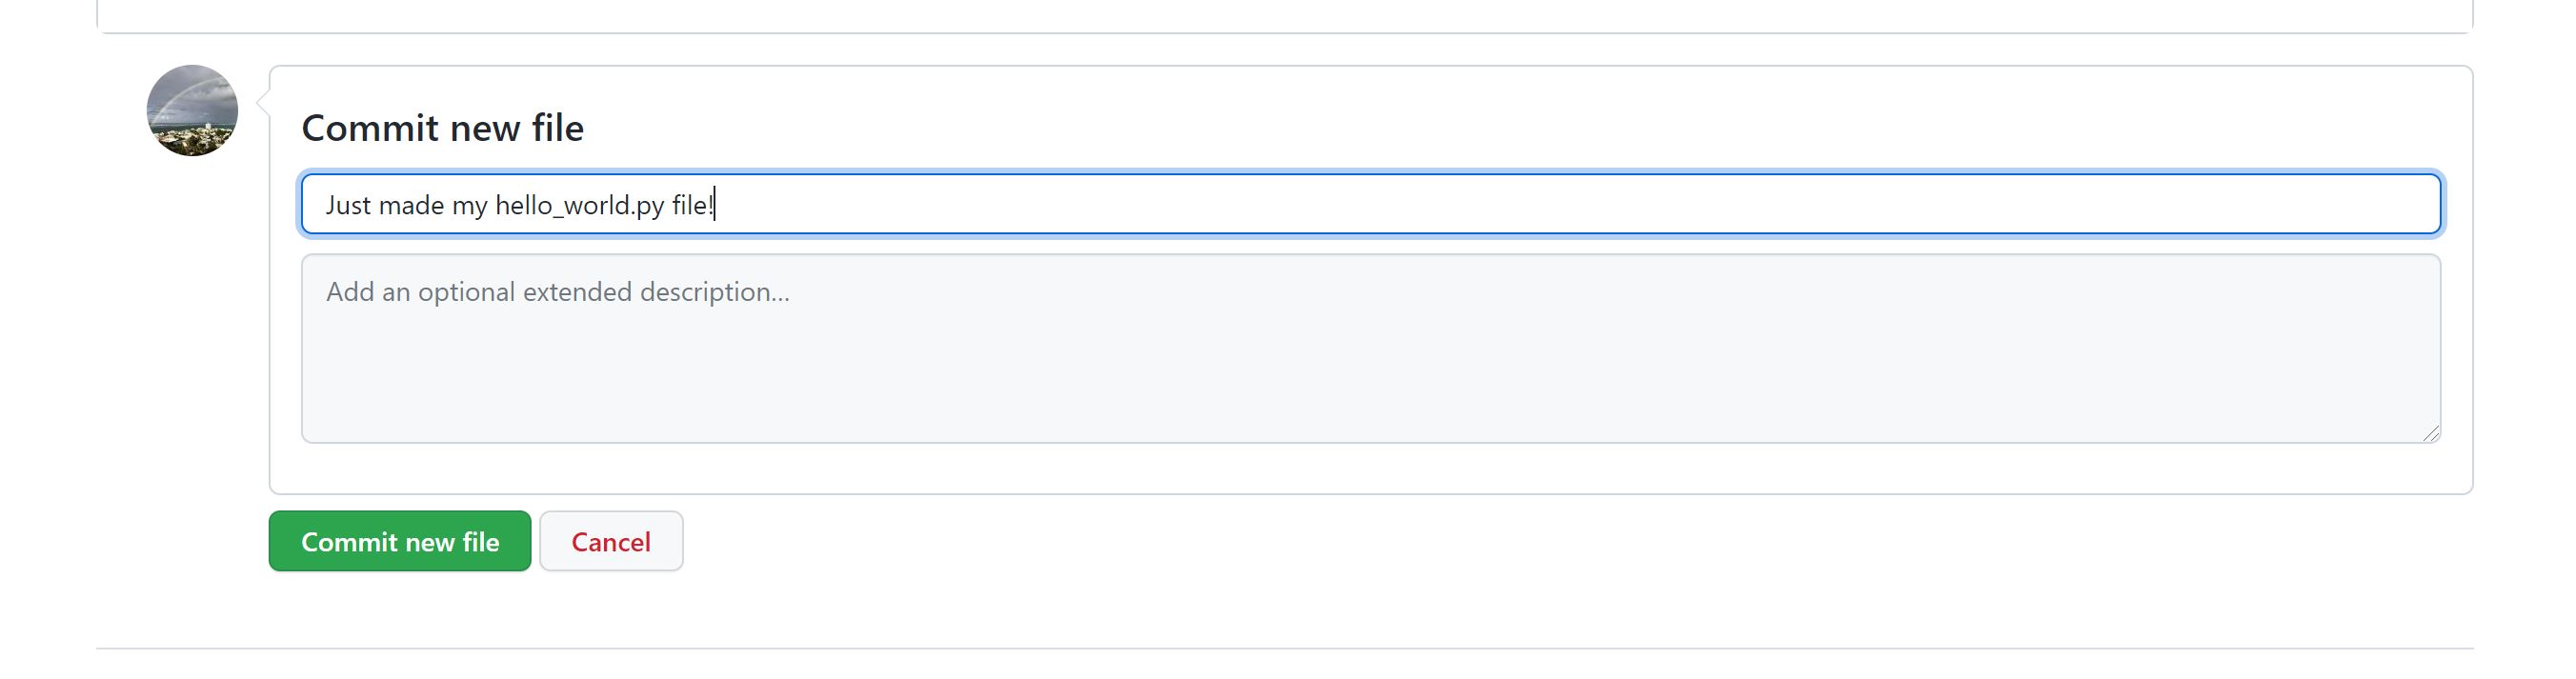 Commit new file
Just made my hello_world.py file!
Add an optional extended description...
Commit new file
Cancel